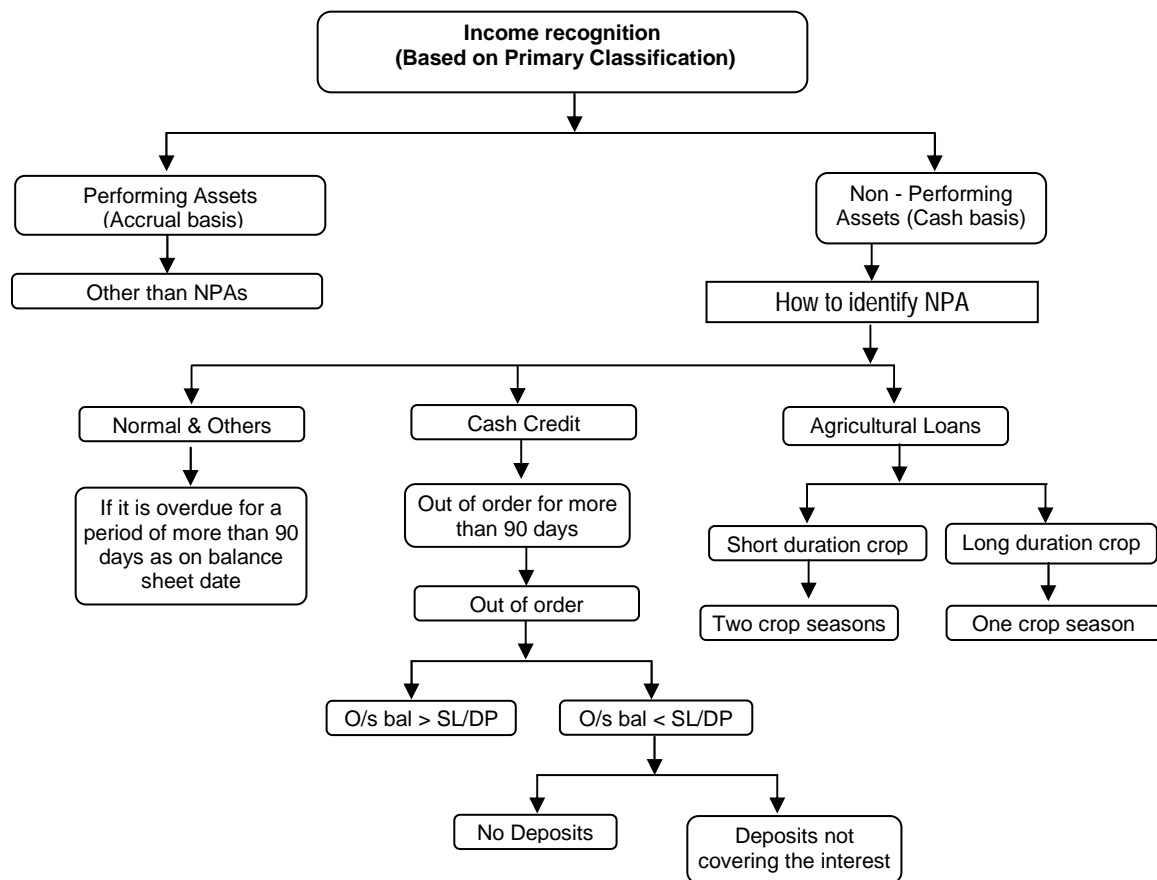 Income recognition
(Based on Primary Classification)
Performing Assets
(Accrual basis)
Non - Performing
Assets (Cash basis)
Other than NPAs
How to identify NPA
Normal & Others
Cash Credit
Agricultural Loans
If it is overdue for a
period of more than 90
days as on balance
sheet date
Out of order for more
than 90 days
Short duration crop
Long duration crop
Out of order
Two crop seasons
One crop season
O/s bal > SL/DP
O/s bal < SL/DP
No Deposits
Deposits not
covering the interest